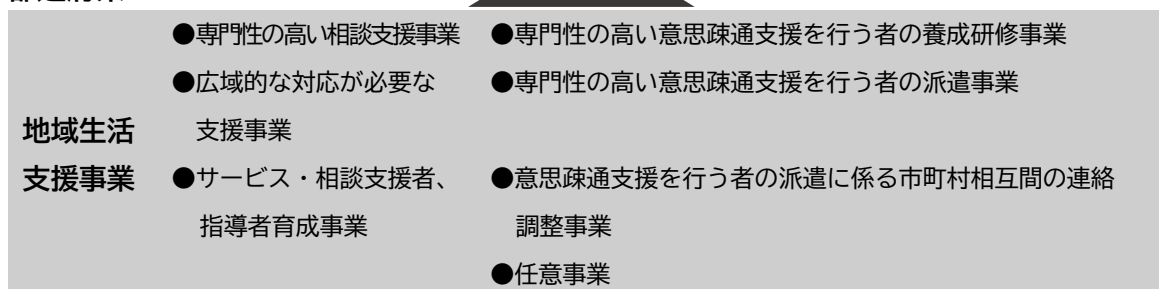 ●専門性の高い相談支援事業 ●専門性の高い意思疎通支援を行う者の養成研修事業
●広域的な対応が必要な ●専門性の高い意思疎通支援を行う者の派遣事業
地域生活 支援事業
支援事業 ●サービス・相談支援者、 ●意思疎通支援を行う者の派遣に係る市町村相互間の連絡
指導者育成事業 調整事業
●任意事業